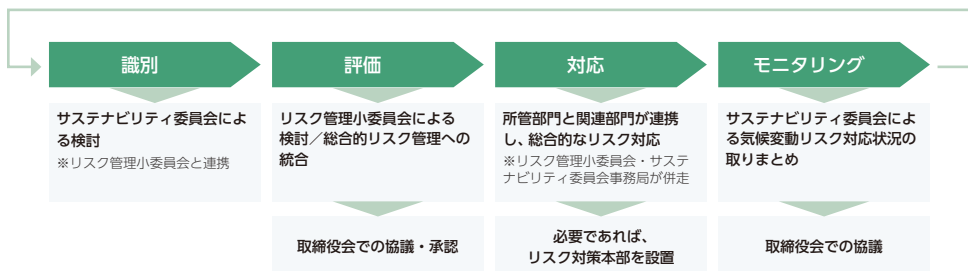 識別
サステナビリティ委員会によ
る検討
※リスク管理小委員会と連携
評価
リスク管理小委員会による
検討／総合的リスク管理への
統合
取締役会での協議・承認
対応
所管部門と関連部門が連携
し、総合的なリスク対応
※リスク管理小委員会・サステ
ナビリティ委員会事務局が併走
必要であれば、
リスク対策本部を設置
モニタリング
サステナビリティ委員会によ
る気候変動リスク対応状況の
取りまとめ
取締役会での協議